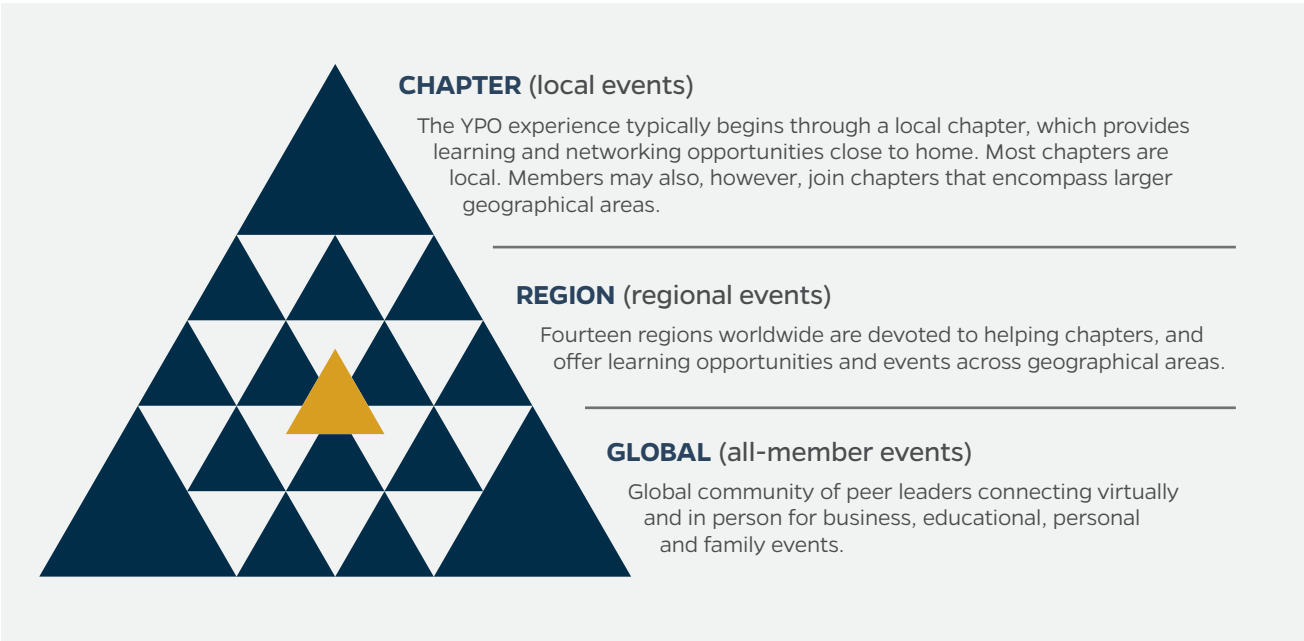 CHAPTER (local events)
The YPO experience typically begins through a local chapter, which provides
learning and networking opportunities close to home. Most chapters are
local. Members may also, however, join chapters that encompass larger
geographical areas.
REGION (regional events)
Fourteen regions worldwide are devoted to helping chapters, and
offer learning opportunities and events across geographical areas.
GLOBAL (all-member events)
Global community of peer leaders connecting virtually
and in person for business, educational, personal
and family events.